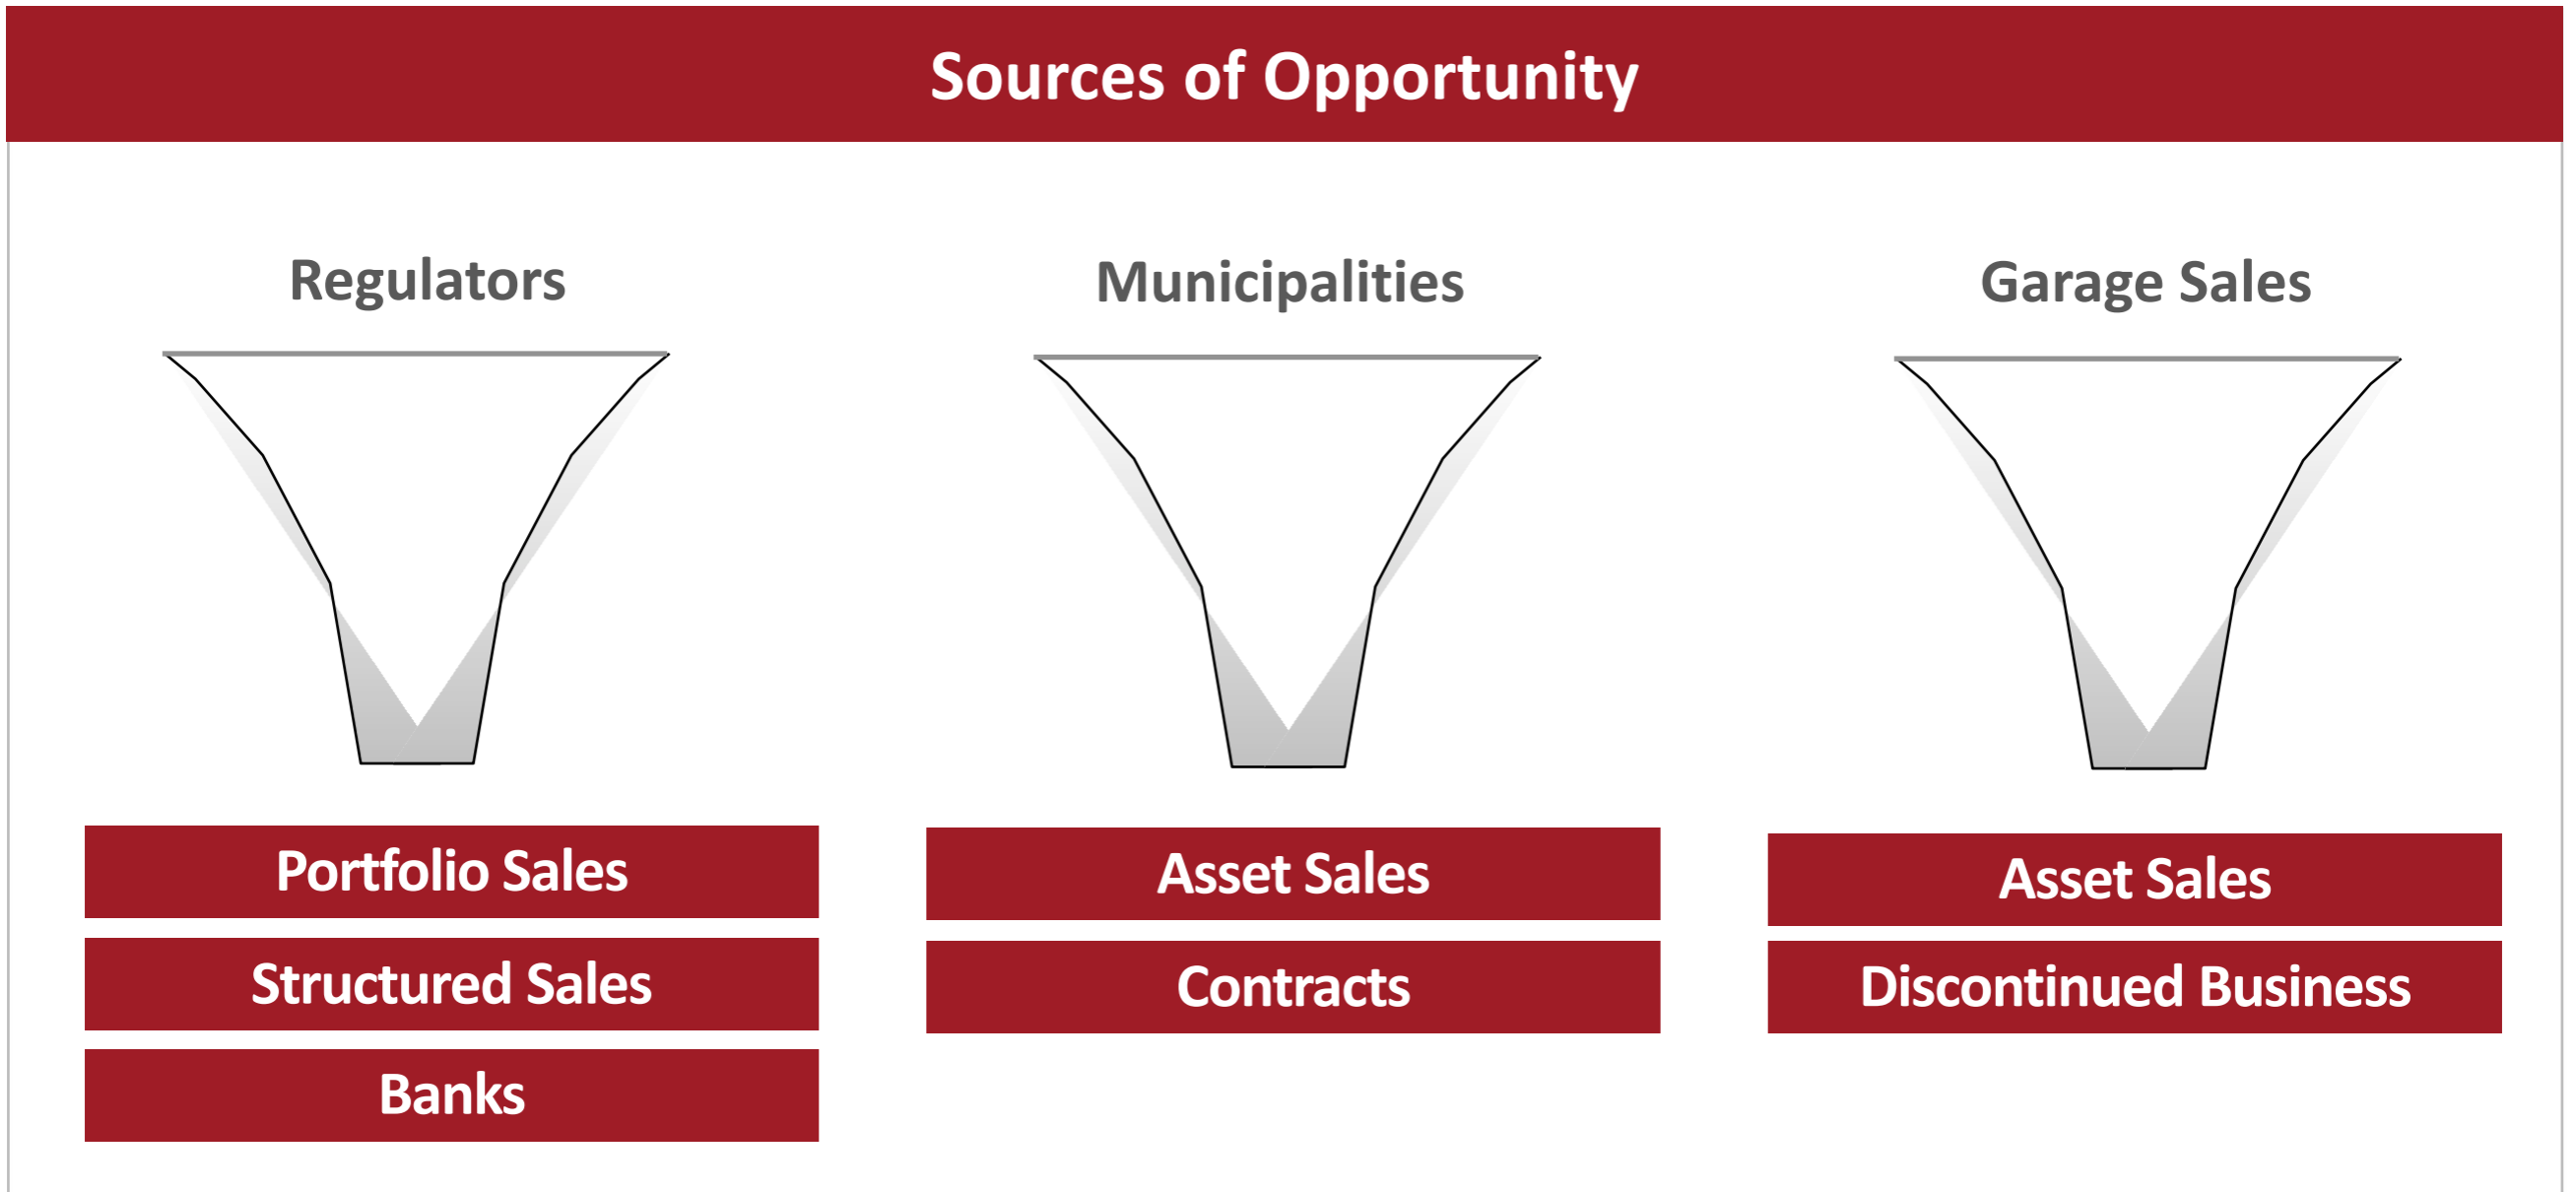 Sources of Opportunity
Regulators
Municipalities
Garage Sales
Portfolio Sales
Structured Sales
Banks
Asset Sales
Contracts
Asset Sales
Discontinued Business